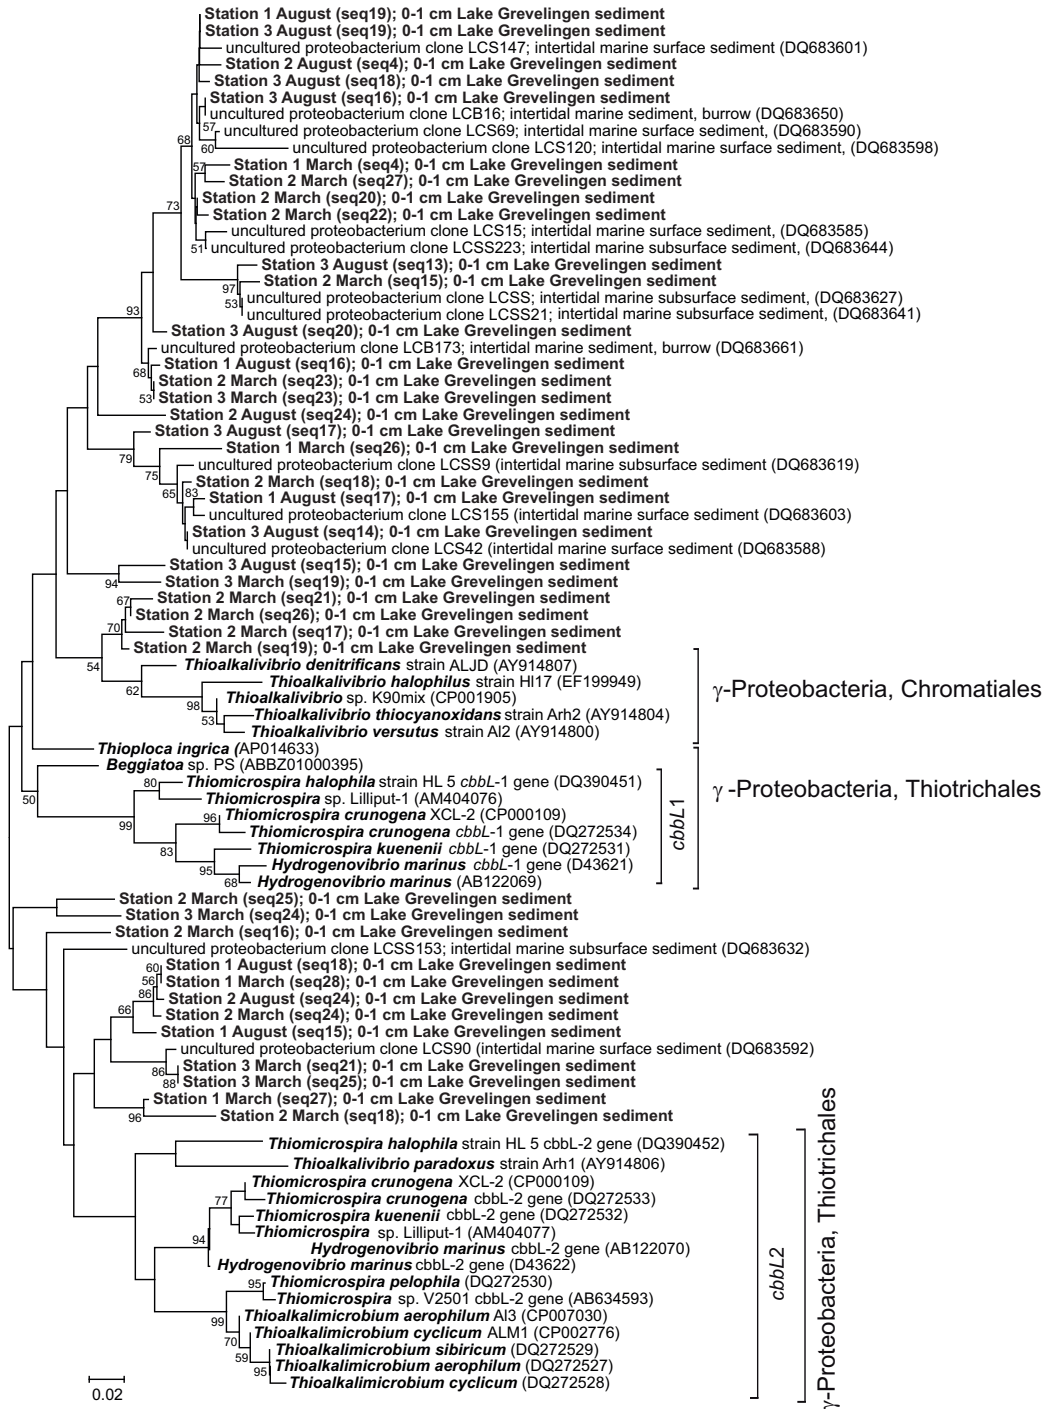 Station 1 August (seq19); 0-1 cm Lake Grevelingen sediment
Station 3 August (seq19); 0-1 cm Lake Grevelingen sediment
uncultured proteobacterium clone LCS147; intertidal marine surface sediment (DQ683601)
Station 2 August (seq4); 0-1 cm Lake Grevelingen sediment
Station 3 August (seq18); 0-1 cm Lake Grevelingen sediment
Station 3 August (seq16); 0-1 cm Lake Grevelingen sediment
uncultured proteobacterium clone LCB16; intertidal marine sediment, burrow (DQ683650)
57
uncultured proteobacterium clone LCS69; intertidal marine surface sediment, (DQ683590)
68
60
uncultured proteobacterium clone LCS120; intertidal marine surface sediment, (DQ683598)
57
Station 1 March (seq4); 0-1 cm Lake Grevelingen sediment
Station 2 March (seq27); 0-1 cm Lake Grevelingen sediment
Station 2 March (seq20); 0-1 cm Lake Grevelingen sediment
73
Station 2 March (seq22); 0-1 cm Lake Grevelingen sediment
uncultured proteobacterium clone LCS15; intertidal marine surface sediment, (DQ683585)
51
uncultured proteobacterium clone LCSS223; intertidal marine subsurface sediment, (DQ683644)
Station 3 August (seq13); 0-1 cm Lake Grevelingen sediment
Station 2 March (seq15); 0-1 cm Lake Grevelingen sediment
97
53
uncultured proteobacterium clone LCSS; intertidal marine subsurface sediment, (DQ683627)
uncultured proteobacterium clone LCSS21; intertidal marine subsurface sediment, (DQ683641)
93
Station 3 August (seq20); 0-1 cm Lake Grevelingen sediment
uncultured proteobacterium clone LCB173; intertidal marine sediment, burrow (DQ683661)
Station 1 August (seq16); 0-1 cm Lake Grevelingen sediment
68
Station 2 March (seq23); 0-1 cm Lake Grevelingen sediment
53
Station 3 March (seq23); 0-1 cm Lake Grevelingen sediment
Station 2 August (seq24); 0-1 cm Lake Grevelingen sediment
Station 3 August (seq17); 0-1 cm Lake Grevelingen sediment
79
Station 1 March (seq26); 0-1 cm Lake Grevelingen sediment
75
uncultured proteobacterium clone LCSS9 (intertidal marine subsurface sediment (DQ683619)
Station 2 March (seq18); 0-1 cm Lake Grevelingen sediment
65
83
Station 1 August (seq17); 0-1 cm Lake Grevelingen sediment
uncultured proteobacterium clone LCS155 (intertidal marine surface sediment (DQ683603)
Station 3 August (seq14); 0-1 cm Lake Grevelingen sediment
uncultured proteobacterium clone LCS42 (intertidal marine surface sediment (DQ683588)
Station 3 August (seq15); 0-1 cm Lake Grevelingen sediment
94
Station 3 March (seq19); 0-1 cm Lake Grevelingen sediment
67
Station 2 March (seq21); 0-1 cm Lake Grevelingen sediment
Station 2 March (seq26); 0-1 cm Lake Grevelingen sediment
70
Station 2 March (seq17); 0-1 cm Lake Grevelingen sediment
Station 2 March (seq19); 0-1 cm Lake Grevelingen sediment
54
Thioalkalivibrio denitrificans strain ALJD (AY914807)
62
Thioalkalivibrio halophilus strain Hl17 (EF199949)
98
Thioalkalivibrio sp. K90mix (CP001905)
53
Thioalkalivibrio thiocyanoxidans strain Arh2 (AY914804)
Thioalkalivibrio versutus strain Al2 (AY914800)
γ-Proteobacteria, Chromatiales
Thioploca ingrica (AP014633)
Beggiatoa sp. PS (ABBZ01000395)
50
80
Thiomicrospira halophila strain HL 5 cbbL-1 gene (DQ390451)
Thiomicrospira sp. Lilliput-1 (AM404076)
99
96
Thiomicrospira crunogena XCL-2 (CP000109)
Thiomicrospira crunogena cbbL-1 gene (DQ272534)
83
Thiomicrospira kuenenii cbbL-1 gene (DQ272531)
95
Hydrogenovibrio marinus cbbL-1 gene (D43621)
68
Hydrogenovibrio marinus (AB122069)
cbbL1
γ -Proteobacteria, Thiotrichales
Station 2 March (seq25); 0-1 cm Lake Grevelingen sediment
Station 3 March (seq24); 0-1 cm Lake Grevelingen sediment
Station 2 March (seq16); 0-1 cm Lake Grevelingen sediment
uncultured proteobacterium clone LCSS153; intertidal marine subsurface sediment (DQ683632)
60
Station 1 August (seq18); 0-1 cm Lake Grevelingen sediment
56
Station 1 March (seq28); 0-1 cm Lake Grevelingen sediment
86
Station 2 August (seq24); 0-1 cm Lake Grevelingen sediment
66
Station 2 March (seq24); 0-1 cm Lake Grevelingen sediment
Station 1 August (seq15); 0-1 cm Lake Grevelingen sediment
uncultured proteobacterium clone LCS90 (intertidal marine surface sediment (DQ683592)
86
Station 3 March (seq21); 0-1 cm Lake Grevelingen sediment
88
Station 3 March (seq25); 0-1 cm Lake Grevelingen sediment
Station 1 March (seq27); 0-1 cm Lake Grevelingen sediment
96
Station 2 March (seq18); 0-1 cm Lake Grevelingen sediment
Thiomicrospira halophila strain HL 5 cbbL-2 gene (DQ390452)
Thioalkalivibrio paradoxus strain Arh1 (AY914806)
Thiomicrospira crunogena XCL-2 (CP000109)
77
Thiomicrospira crunogena cbbL-2 gene (DQ272533)
Thiomicrospira kuenenii cbbL-2 gene (DQ272532)
Thiomicrospira sp. Lilliput-1 (AM404077)
94
Hydrogenovibrio marinus cbbL-2 gene (AB122070)
Hydrogenovibrio marinus cbbL-2 gene (D43622)
95
Thiomicrospira pelophila (DQ272530)
Thiomicrospira sp. V2501 cbbL-2 gene (AB634593)
99
Thioalkalimicrobium aerophilum Al3 (CP007030)
70
Thioalkalimicrobium cyclicum ALM1 (CP002776)
59
Thioalkalimicrobium sibiricum (DQ272529)
95
Thioalkalimicrobium aerophilum (DQ272527)
Thioalkalimicrobium cyclicum (DQ272528)
cbbL2
γ-Proteobacteria, Thiotrichales
0.02